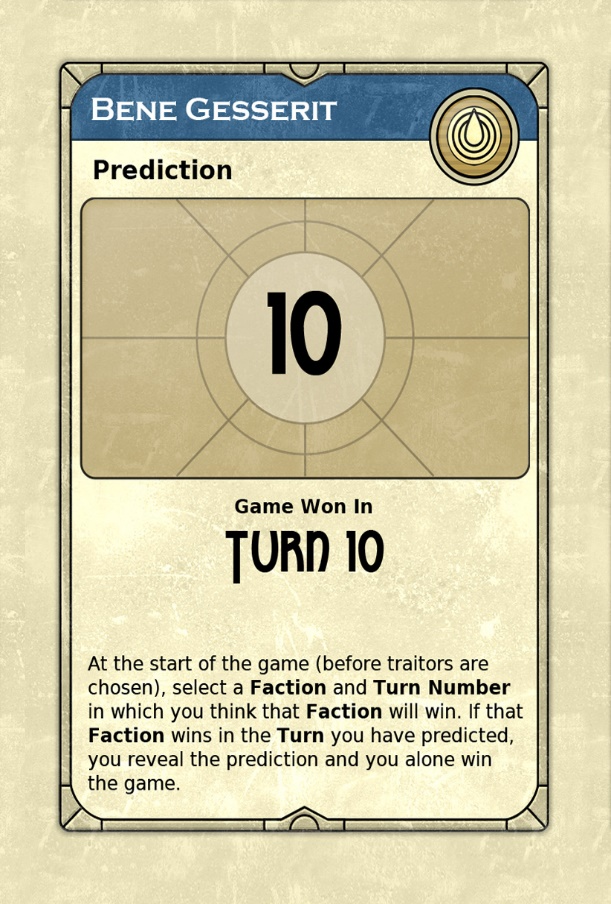 Bene Gesserit
Prediction
10
Game Won In
Turn 10
At the start of the game (before traitors are
chosen), select a Faction and Turn Number
in which you think that Faction will win. If that
Faction wins in the Turn you have predicted,
you reveal the prediction and you alone win
the game.